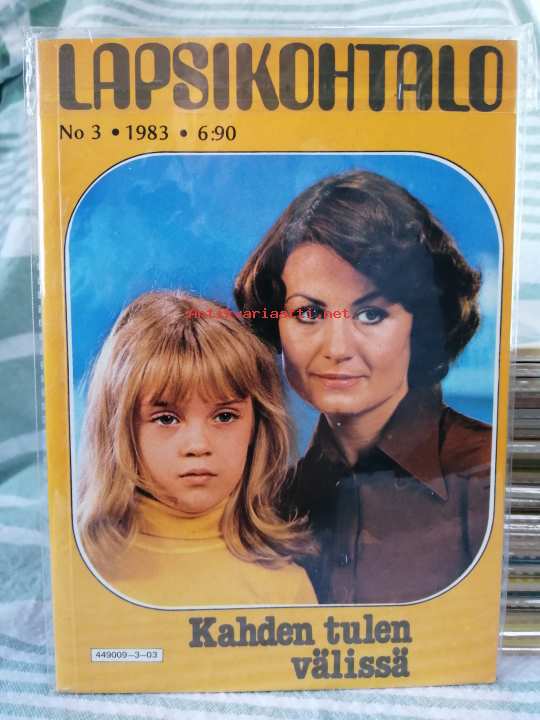 LAPSIKOHTALO
No 3 • 1983 • 6:90
Antikvariaatti.net
Kahden tulen
välissä
449009-3-03